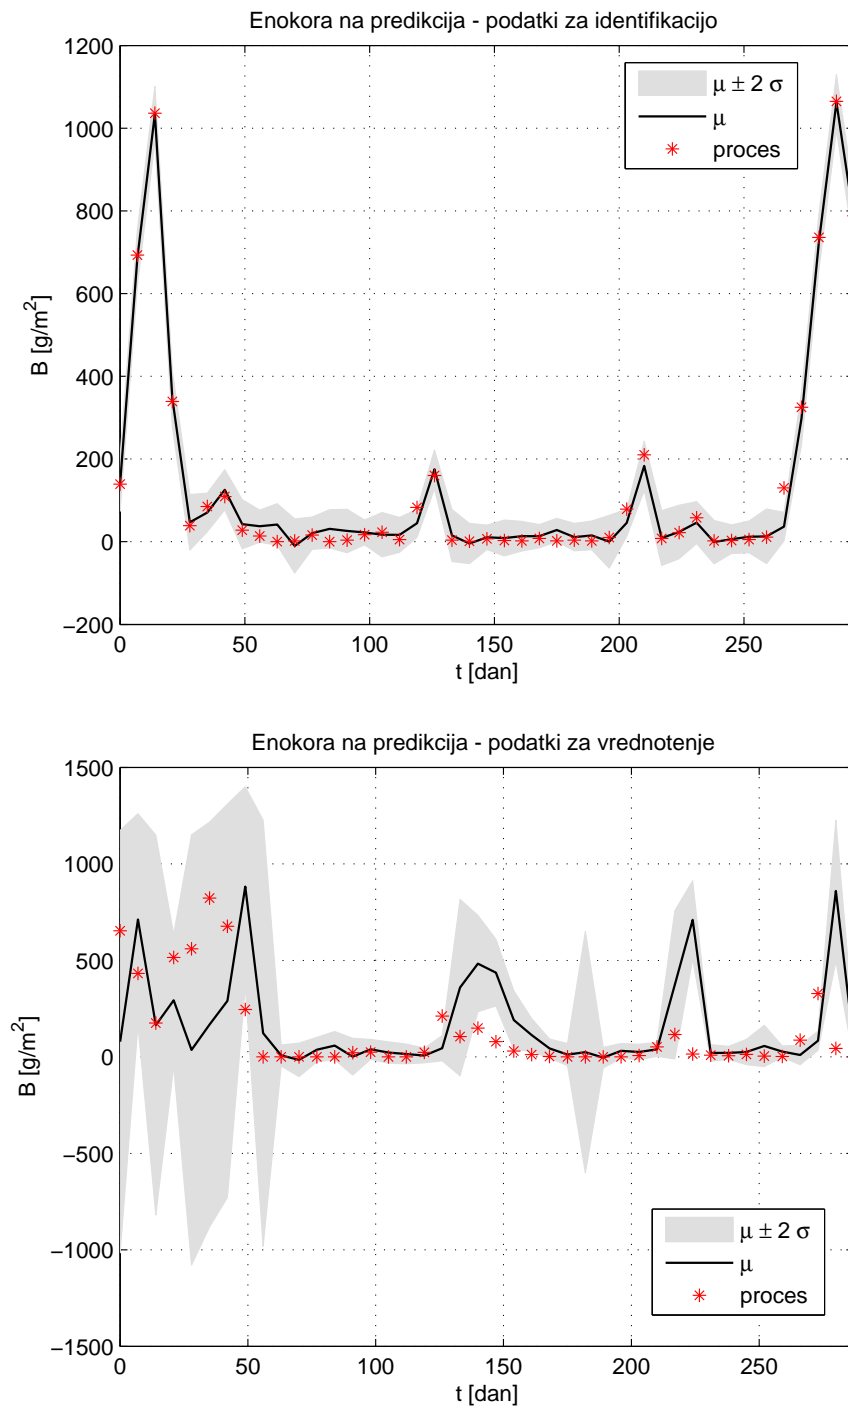 Enokora na predikcija - podatki za identifikacijo
1200
1000
800
600
400
200
0
−200
B [g/m²]
μ ± 2 σ
μ
proces
0 50 100 150 200 250
t [dan]
Enokora na predikcija - podatki za vrednotenje
1500
1000
500
0
−500
−1000
−1500
B [g/m²]
μ ± 2 σ
μ
proces
0 50 100 150 200 250
t [dan]